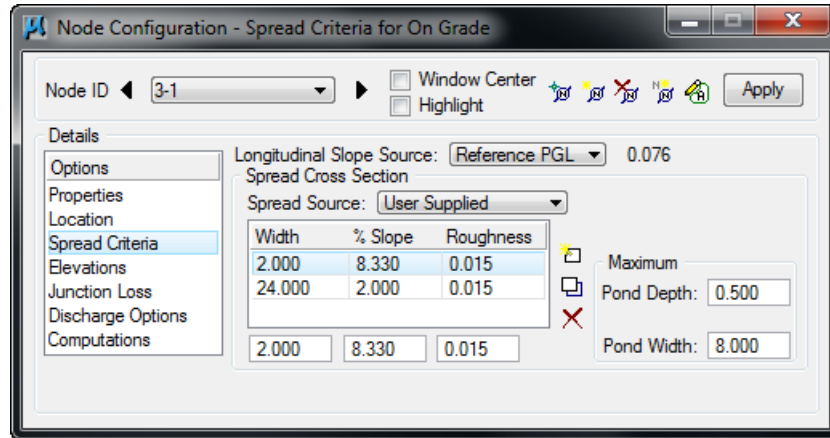 Node Configuration - Spread Criteria for On Grade
Node ID 3-1 Window Center Apply
Highlight
Details
Options
Properties
Location
Spread Criteria
Elevations
Junction Loss
Discharge Options
Computations
Longitudinal Slope Source: Reference PGL 0.076
Spread Cross Section
Spread Source: User Supplied
Width % Slope Roughness
2.000 8.330 0.015
24.000 2.000 0.015
2.000 8.330 0.015
Maximum
Pond Depth: 0.500
Pond Width: 8.000